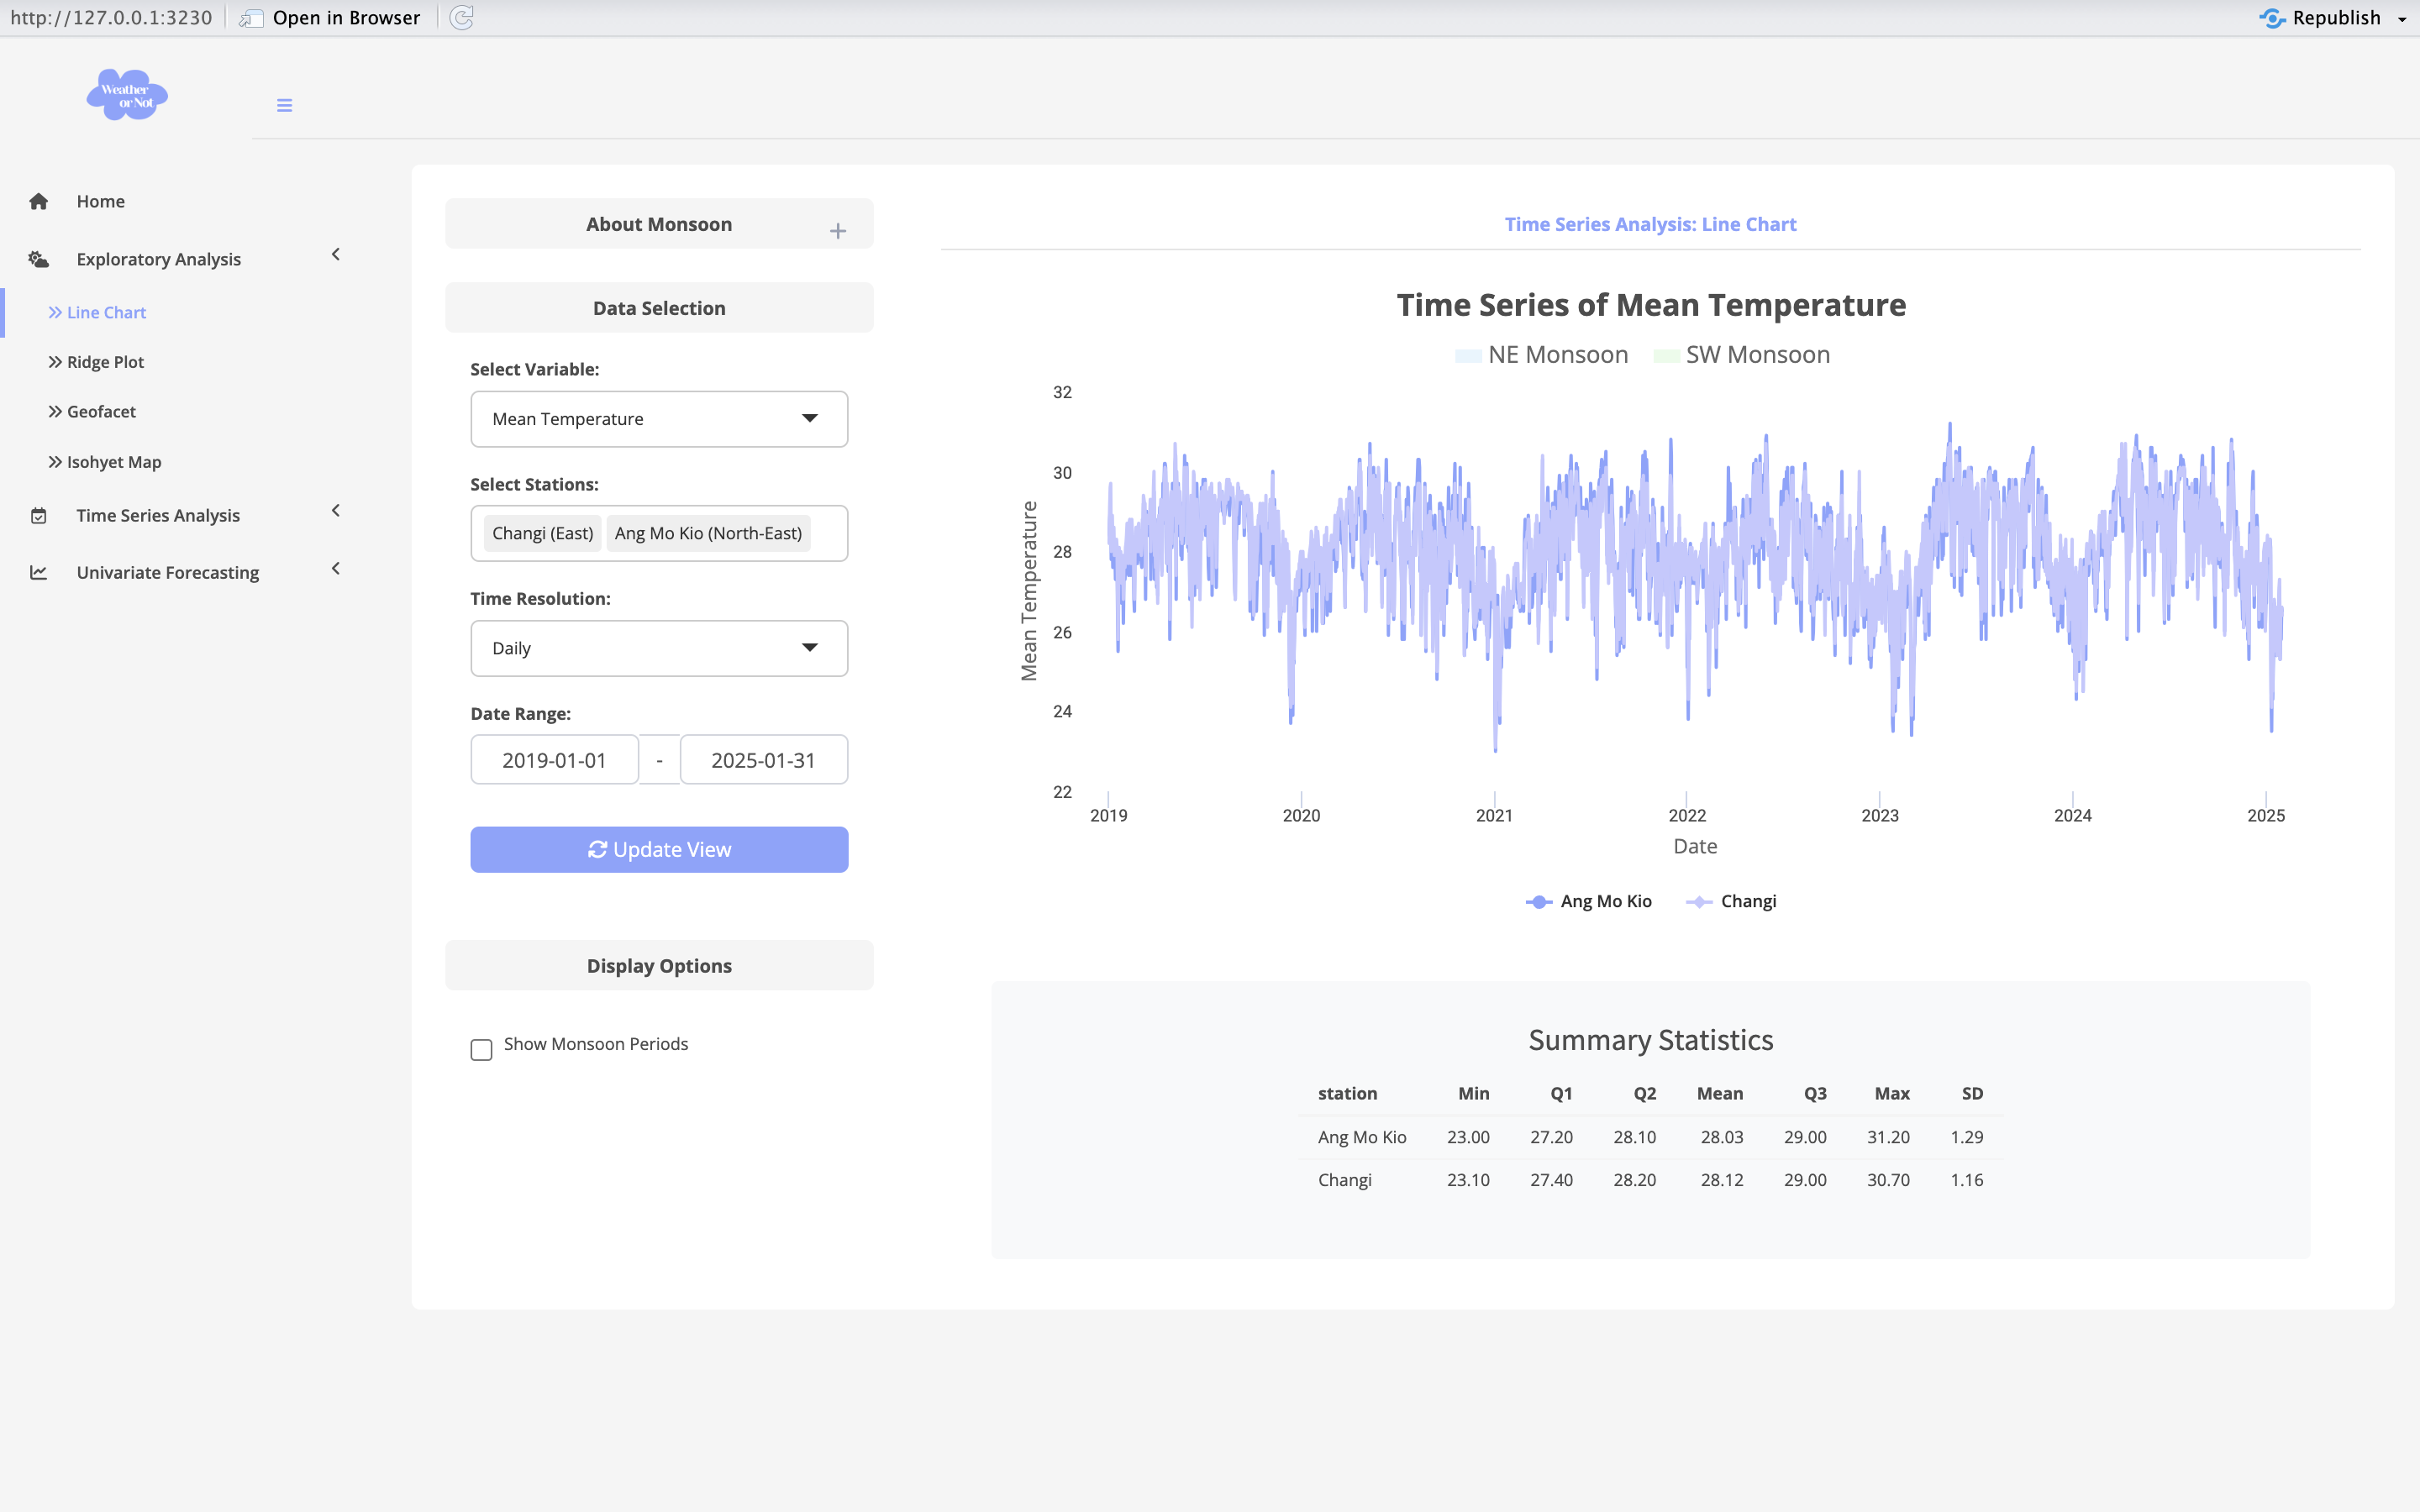 http://127.0.0.1:3230 Open in Browser Republish
Weather
or Not
Home
Exploratory Analysis
Line Chart
Ridge Plot
Geofacet
Isohyet Map
Time Series Analysis
Univariate Forecasting
About Monsoon
Data Selection
Select Variable:
Mean Temperature
Select Stations:
Changi (East) Ang Mo Kio (North-East)
Time Resolution:
Daily
Date Range:
2019-01-01 - 2025-01-31
Update View
Display Options
Show Monsoon Periods
Time Series Analysis: Line Chart
Time Series of Mean Temperature
NE Monsoon SW Monsoon
Mean Temperature
32
30
28
26
24
22
2019 2020 2021 2022 2023 2024 2025
Date
Ang Mo Kio Changi
Summary Statistics
station Min Q1 Q2 Mean Q3 Max SD
Ang Mo Kio 23.00 27.20 28.10 28.03 29.00 31.20 1.29
Changi 23.10 27.40 28.20 28.12 29.00 30.70 1.16